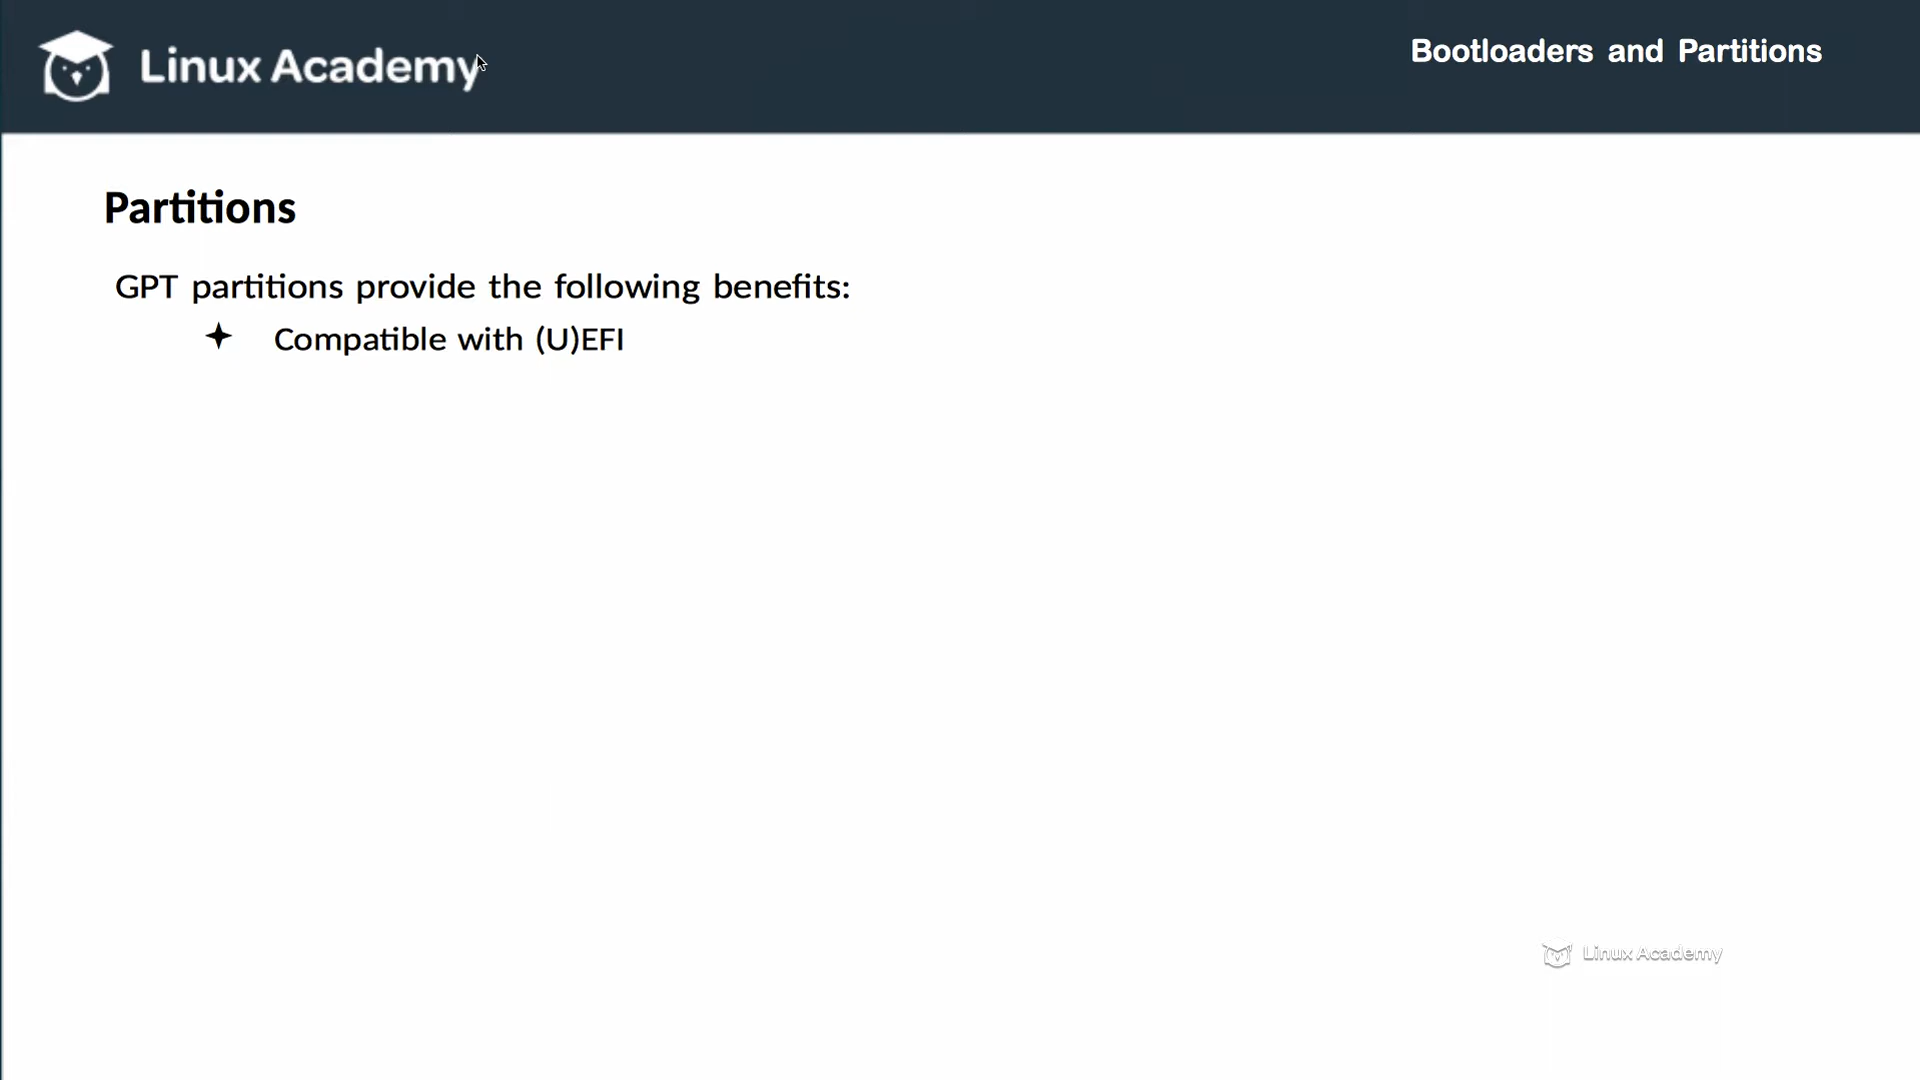 Linux Academy
Bootloaders and Partitions
Partitions
GPT partitions provide the following benefits:
✦ Compatible with (U)EFI
Linux Academy